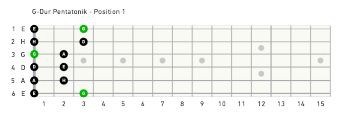 G-Dur Pentatonik - Position 1
1 E E G
2 H H D
3 G G A
4 D D E
5 A A H
6 E E G
1 2 3 4 5 6 7 8 9 10 11 12 13 14 15